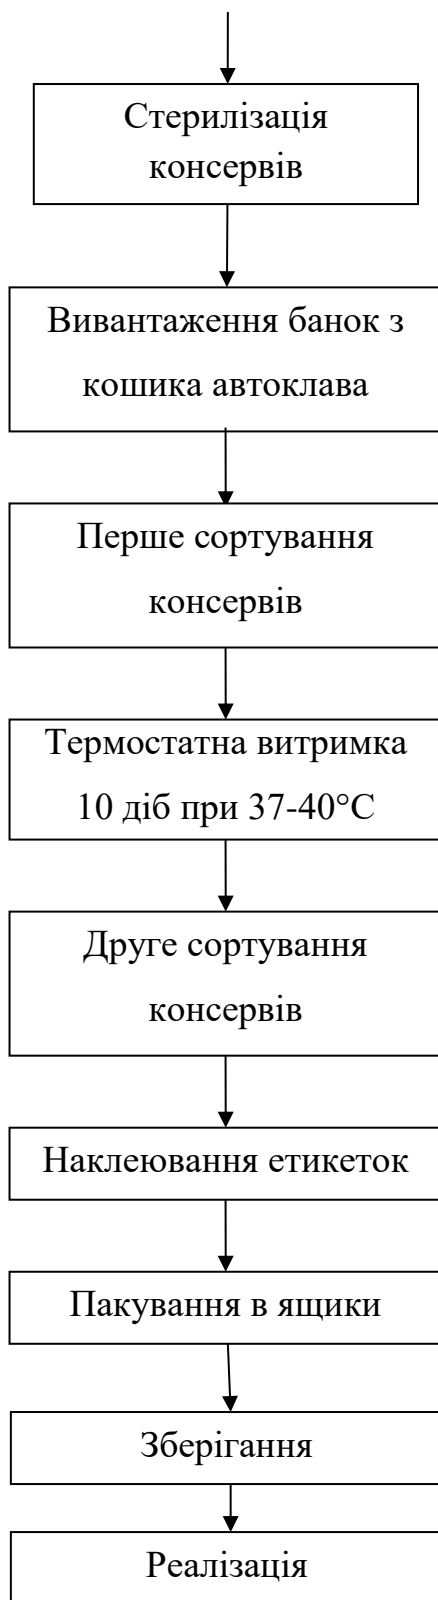 Стерилізація
консервів
Вивантаження банок з
кошика автоклава
Перше сортування
консервів
Термостатна витримка
10 діб при 37-40°С
Друге сортування
консервів
Наклеювання етикеток
Пакування в ящики
Зберігання
Реалізація